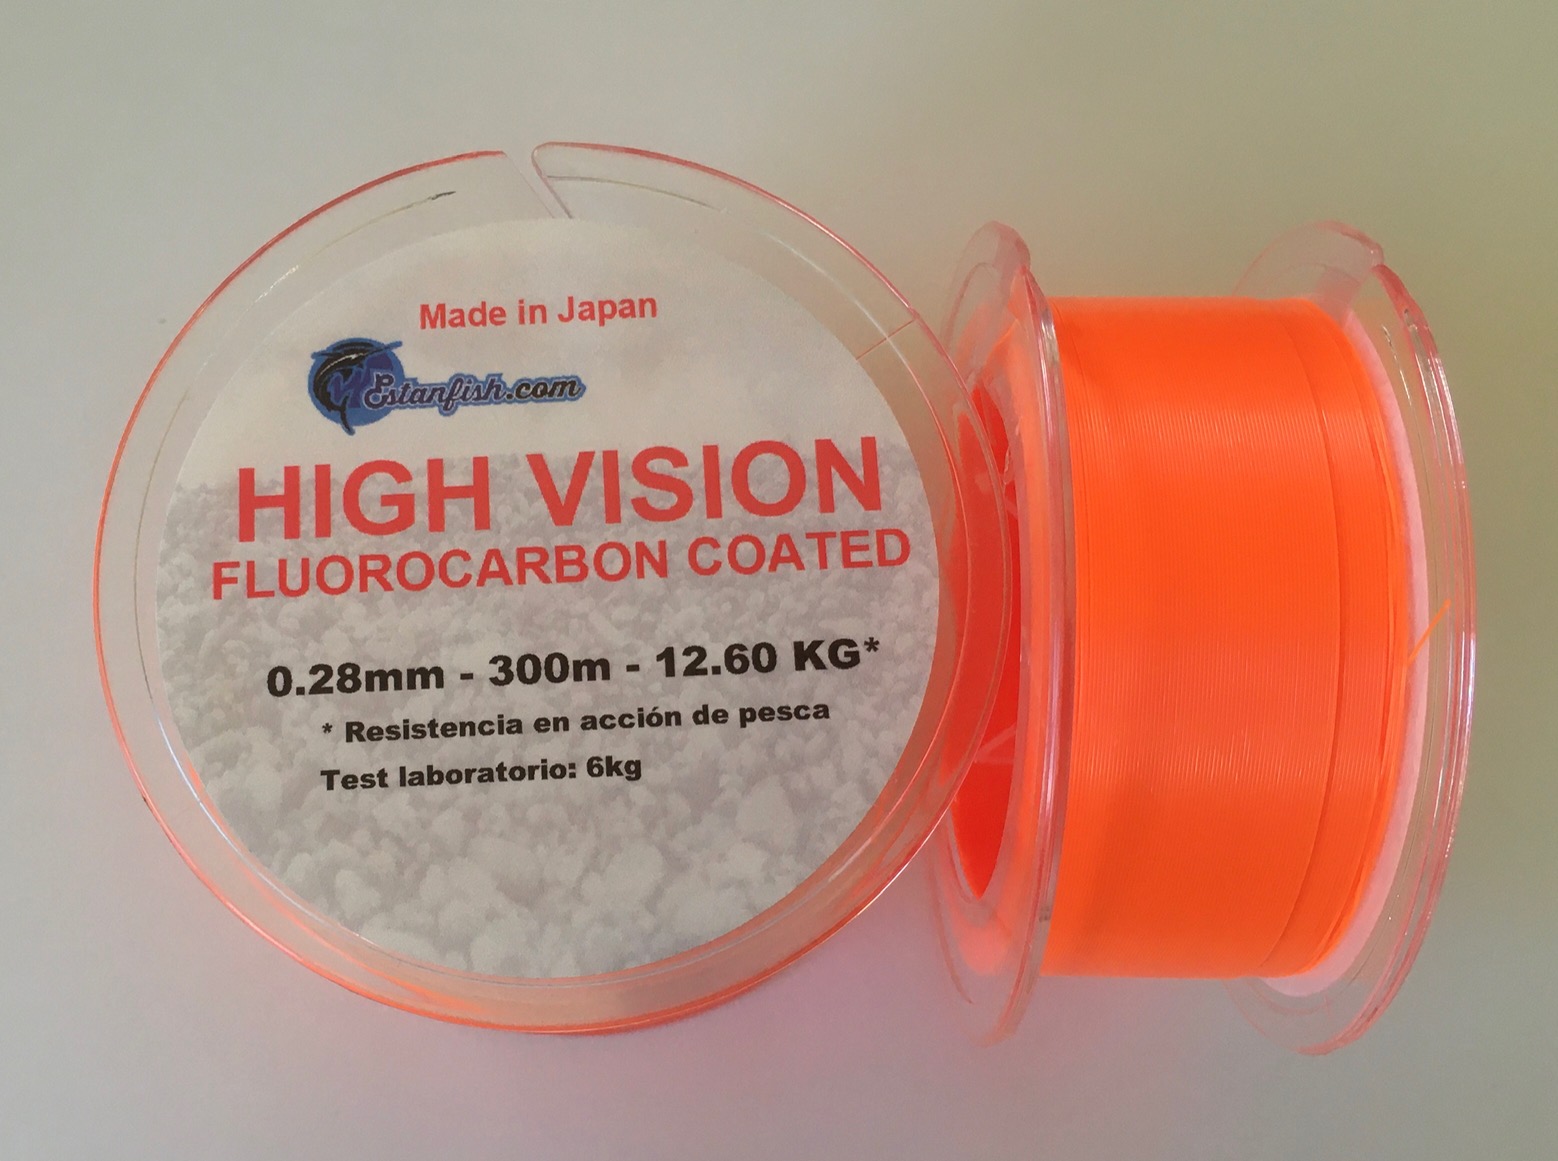 Made in Japan
Estanfish.com
HIGH VISION
FLUOROCARBON COATED
0.28mm - 300m - 12.60 KG*
* Resistencia en acción de pesca
Test laboratorio: 6kg